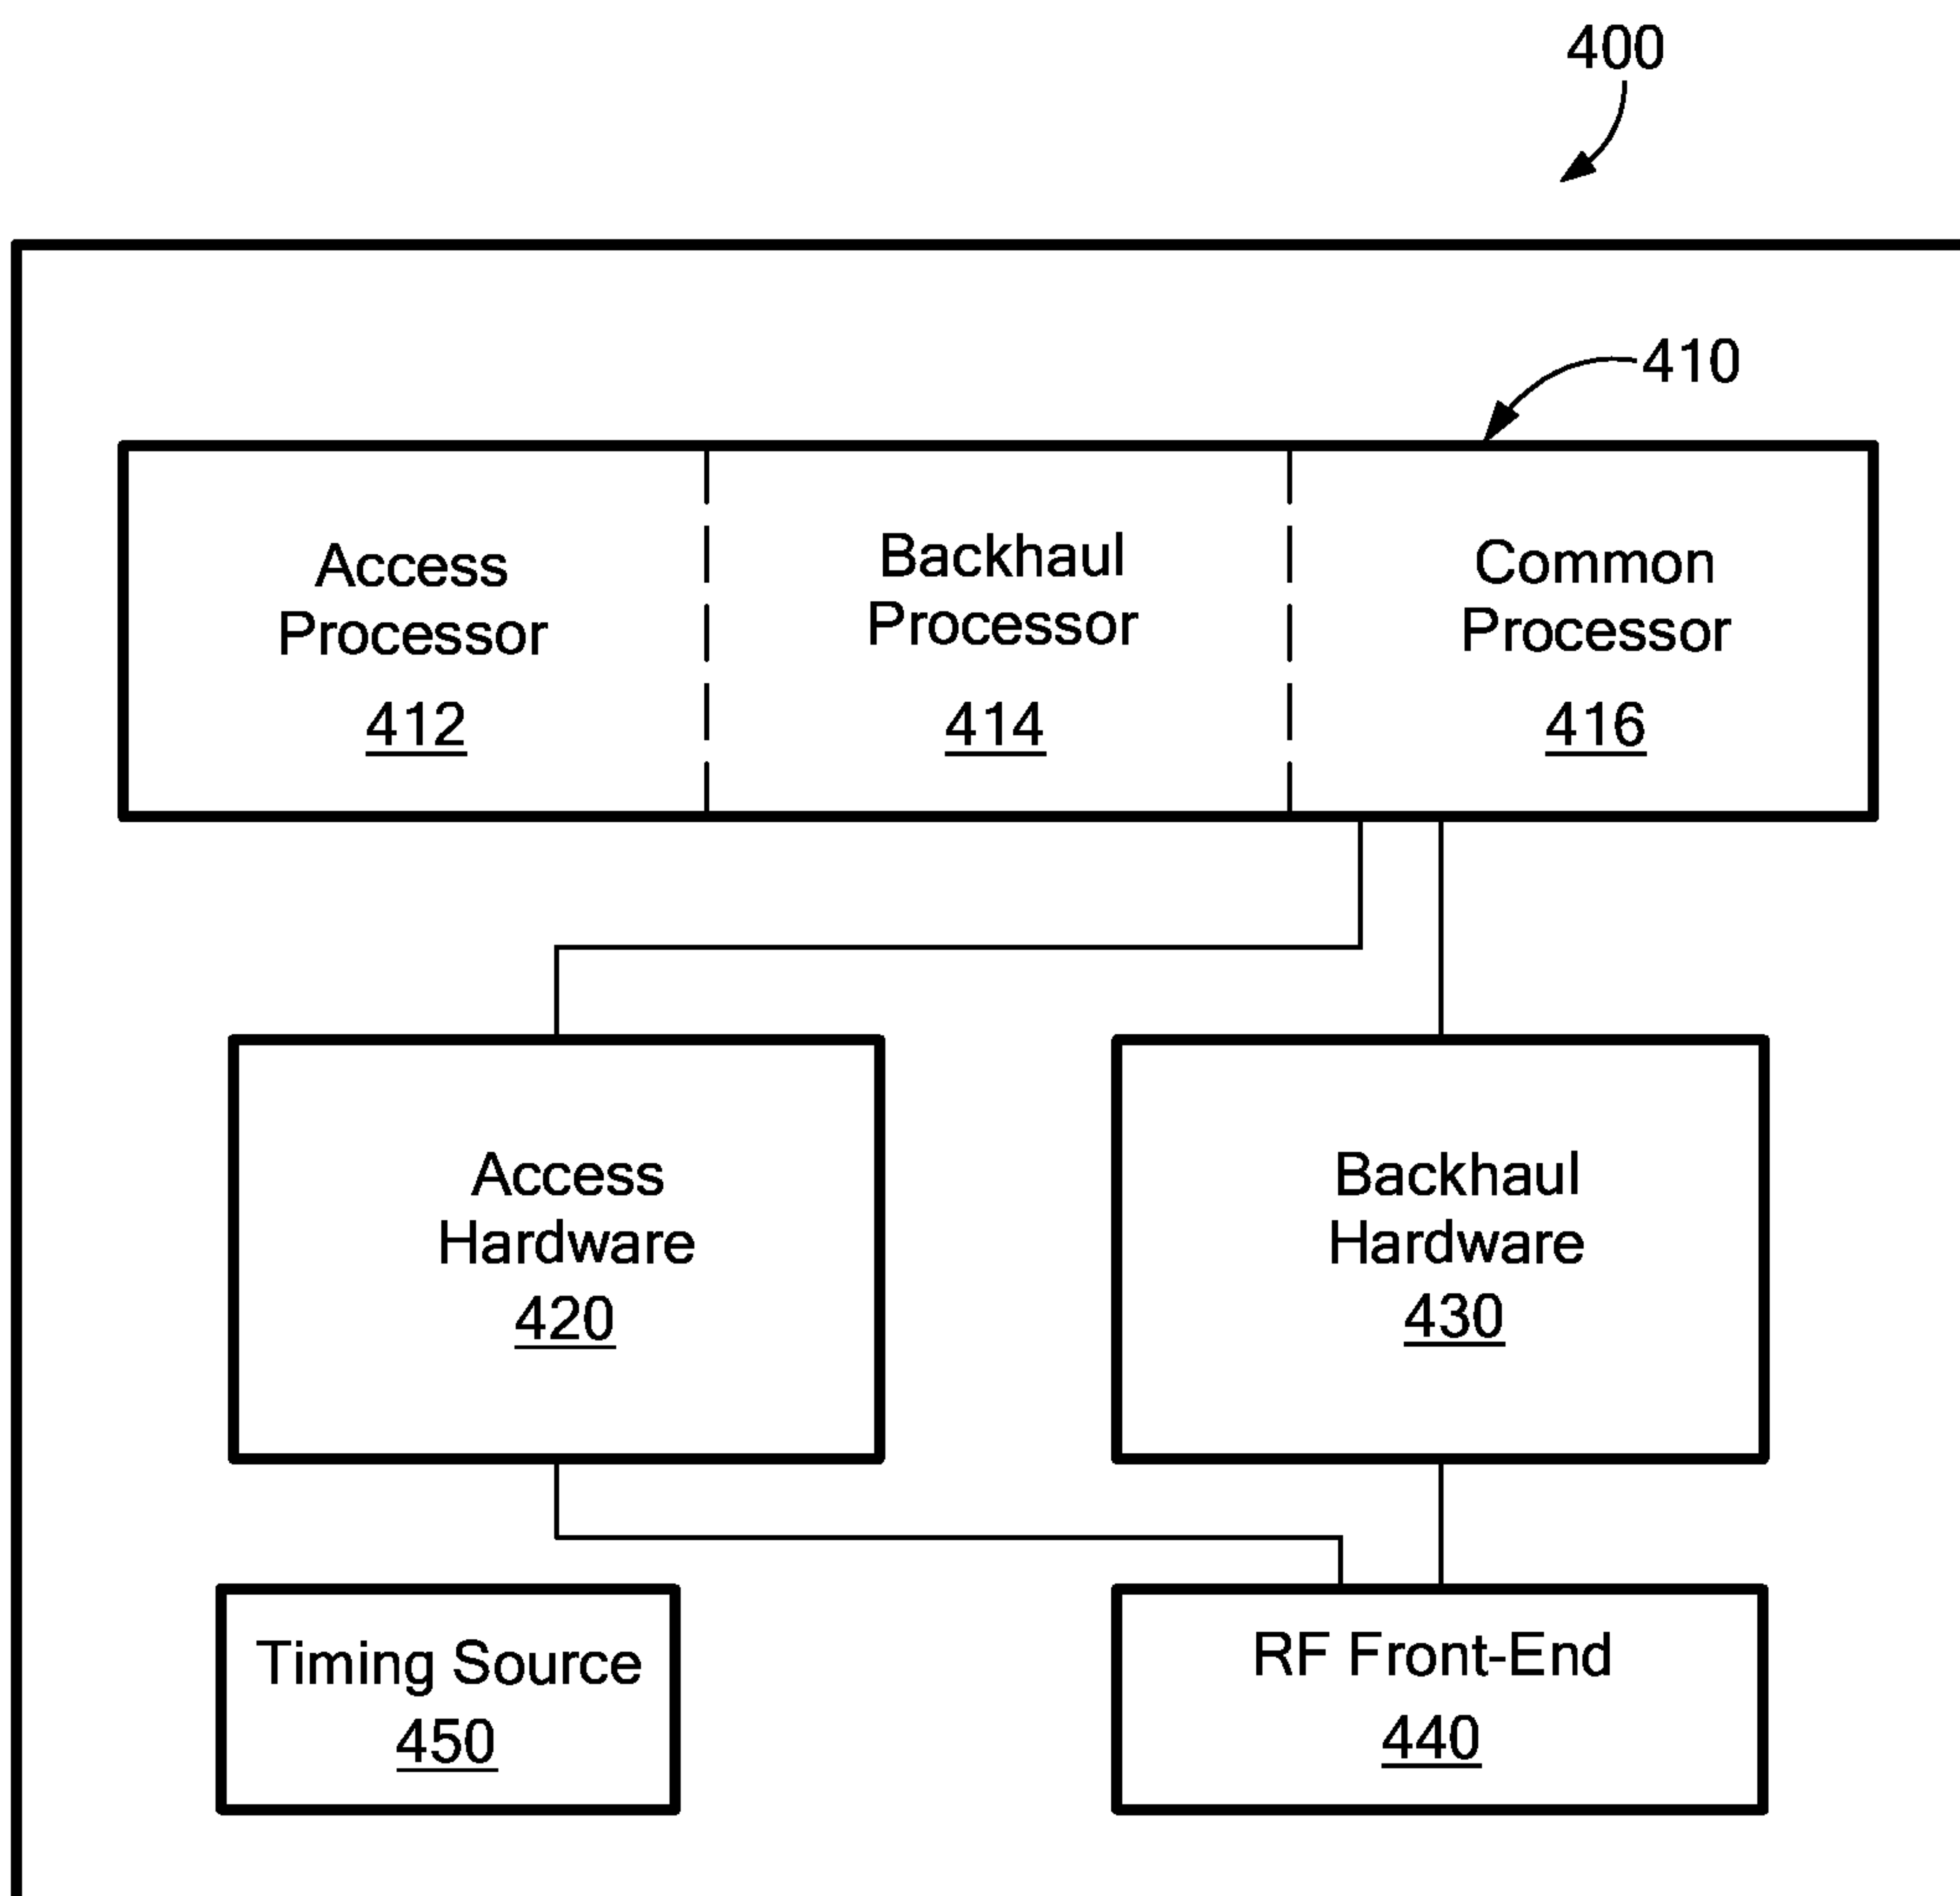 400
410
Access
Processor
412
Backhaul
Processor
414
Common
Processor
416
Access
Hardware
420
Backhaul
Hardware
430
Timing Source
450
RF Front-End
440